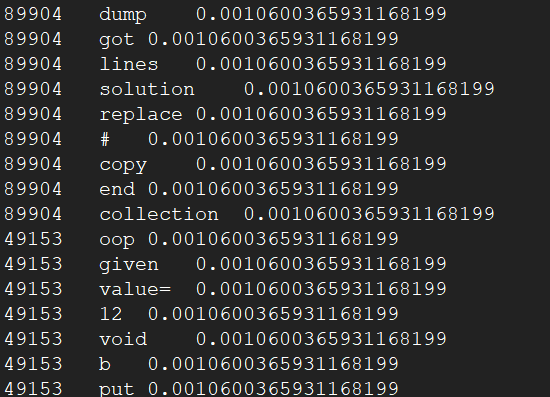 89904 dump 0.0010600365931168199
89904 got 0.0010600365931168199
89904 lines 0.0010600365931168199
89904 solution 0.0010600365931168199
89904 replace 0.0010600365931168199
89904 # 0.0010600365931168199
89904 copy 0.0010600365931168199
89904 end 0.0010600365931168199
89904 collection 0.0010600365931168199
49153 oop 0.0010600365931168199
49153 given 0.0010600365931168199
49153 value= 0.0010600365931168199
49153 12 0.0010600365931168199
49153 void 0.0010600365931168199
49153 b 0.0010600365931168199
49153 put 0.0010600365931168199